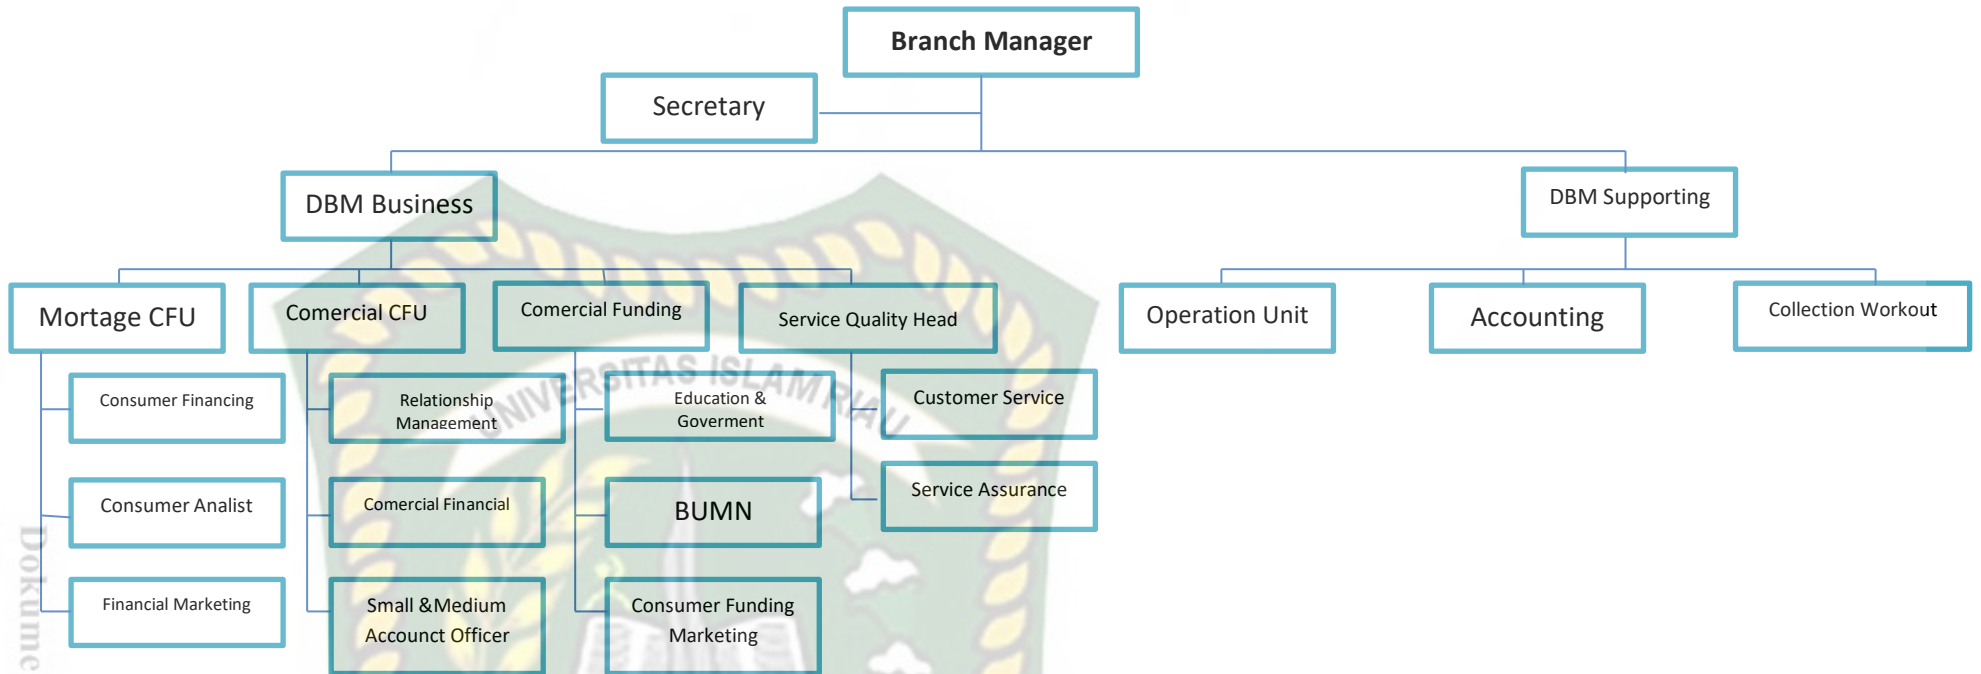 Branch Manager
Secretary
DBM Business
DBM Supporting
Mortage CFU
Comercial CFU
Comercial Funding
Service Quality Head
Operation Unit
Accounting
Collection Workout
Consumer Financing
Relationship
Management
Education &
Goverment
Customer Service
Consumer Analist
Comercial Financial
BUMN
Service Assurance
Financial Marketing
Small &Medium
Accounct Officer
Consumer Funding
Marketing
UNIVERSITAS ISLAM RIAU
Dokume